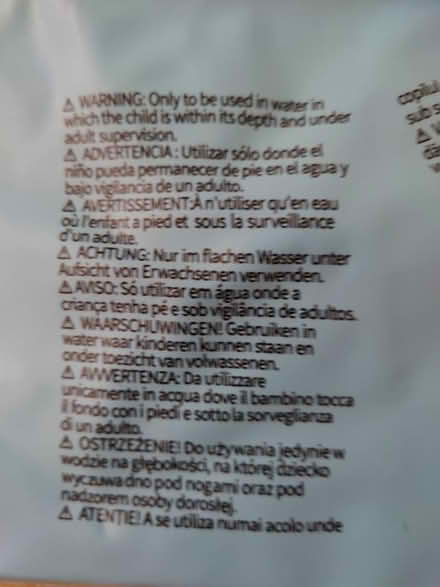 ⚠ WARNING: Only to be used in water in
which the child is within its depth and under
adult supervision.
⚠ ADVERTENCIA: Utilizar sólo donde el
niño pueda permanecer de pie en el agua y
bajo vigilancia de un adulto.
⚠ AVERTISSEMENT:À n'utiliser qu'en eau
où l'enfant a pied et sous la surveillance
d'un adulte.
⚠ ACHTUNG: Nur im flachen Wasser unter
Aufsicht von Erwachsenen verwenden.
⚠ AVISO: Só utilizar em água onde a
criança tenha pé e sob vigilância de adultos.
⚠ WAARSCHUWINGEN! Gebruiken in
water waar kinderen kunnen staan en
onder toezicht van volwassenen.
⚠ AVVERTENZA: Da utilizzare
unicamente in acqua dove il bambino tocca
il fondo con i piedi e sotto la sorveglianza
di un adulto.
⚠ OSTRZEŻENIE! Do używania jedynie w
wodzie na głębokości, na której dziecko
wyczuwa dno pod nogami oraz pod
nadzorem osoby dorosłej.
⚠ ATENȚIE! A se utiliza numai acolo unde
copilul
sub s
⚠